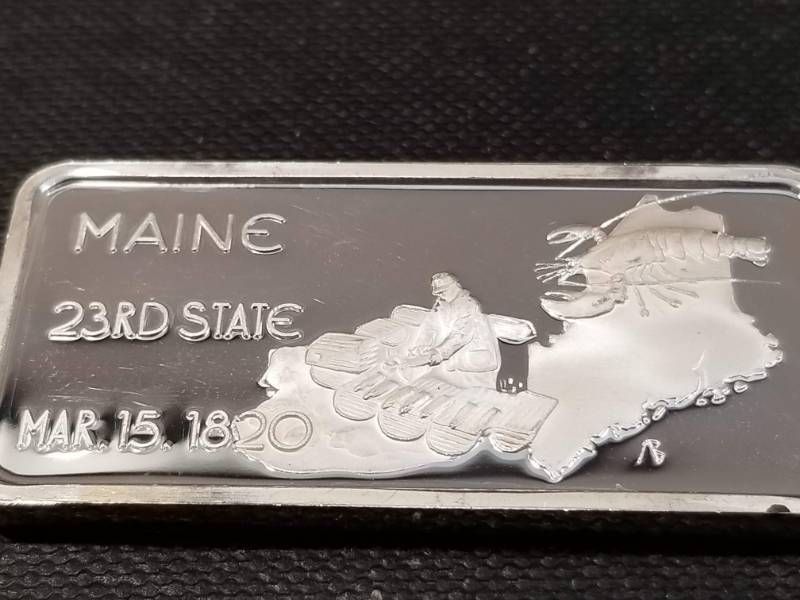 MAINE
23RD STATE
MAR. 15. 1820